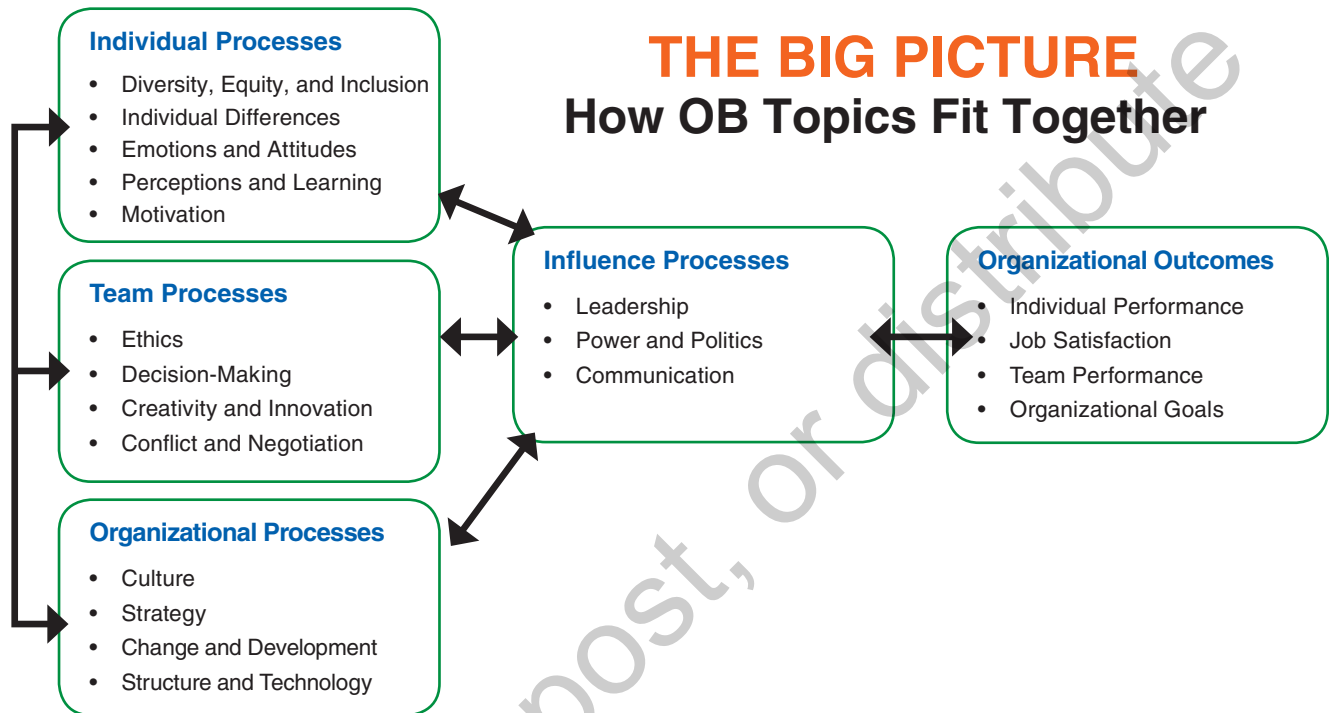 THE BIG PICTURE
How OB Topics Fit Together
Individual Processes
• Diversity, Equity, and Inclusion
• Individual Differences
• Emotions and Attitudes
• Perceptions and Learning
• Motivation
Team Processes
• Ethics
• Decision-Making
• Creativity and Innovation
• Conflict and Negotiation
Organizational Processes
• Culture
• Strategy
• Change and Development
• Structure and Technology
Influence Processes
• Leadership
• Power and Politics
• Communication
Organizational Outcomes
• Individual Performance
• Job Satisfaction
• Team Performance
• Organizational Goals
post, or distribute